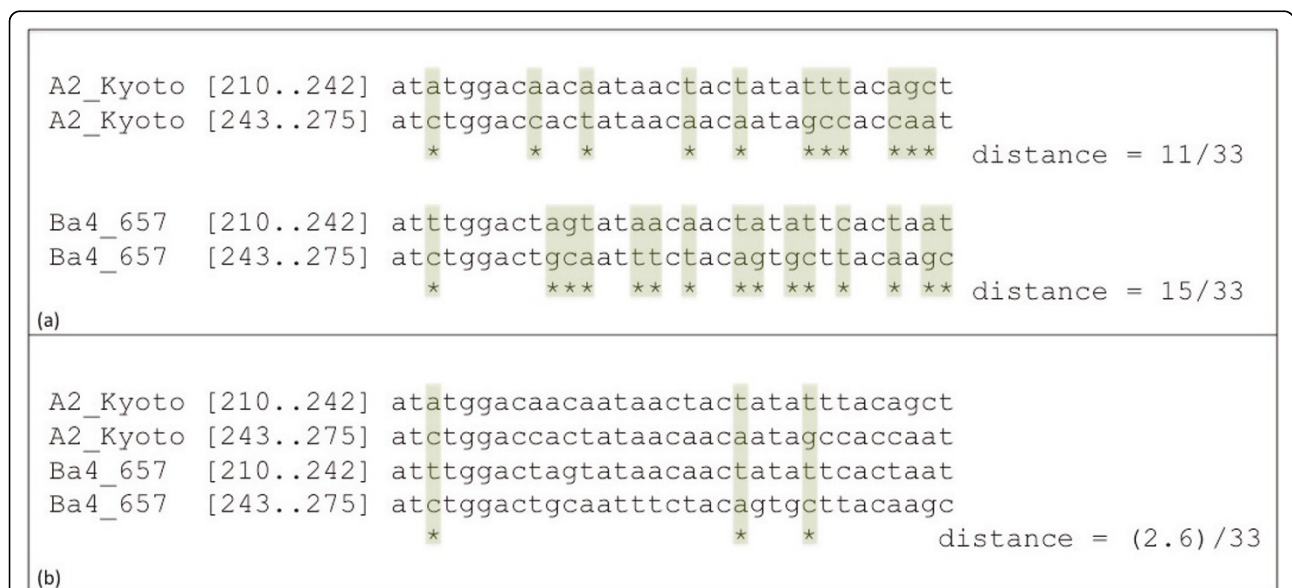 A2_Kyoto [210..242] atatggacaacaataactactatatttacagct
A2_Kyoto [243..275] atctggaccactataacaacaatagccaccaat
* * * * * *** *** distance = 11/33
Ba4_657 [210..242] atttggactagtataacaactatattcactaat
Ba4_657 [243..275] atctggactgcaatttctacagtgcttacaagc
* *** ** * ** ** * * ** distance = 15/33
(a)
A2_Kyoto [210..242] atatggacaacaataactactatatttacagct
A2_Kyoto [243..275] atctggaccactataacaacaatagccaccaat
Ba4_657 [210..242] atttggactagtataacaactatattcactaat
Ba4_657 [243..275] atctggactgcaatttctacagtgcttacaagc
* * * distance = (2.6)/33
(b)